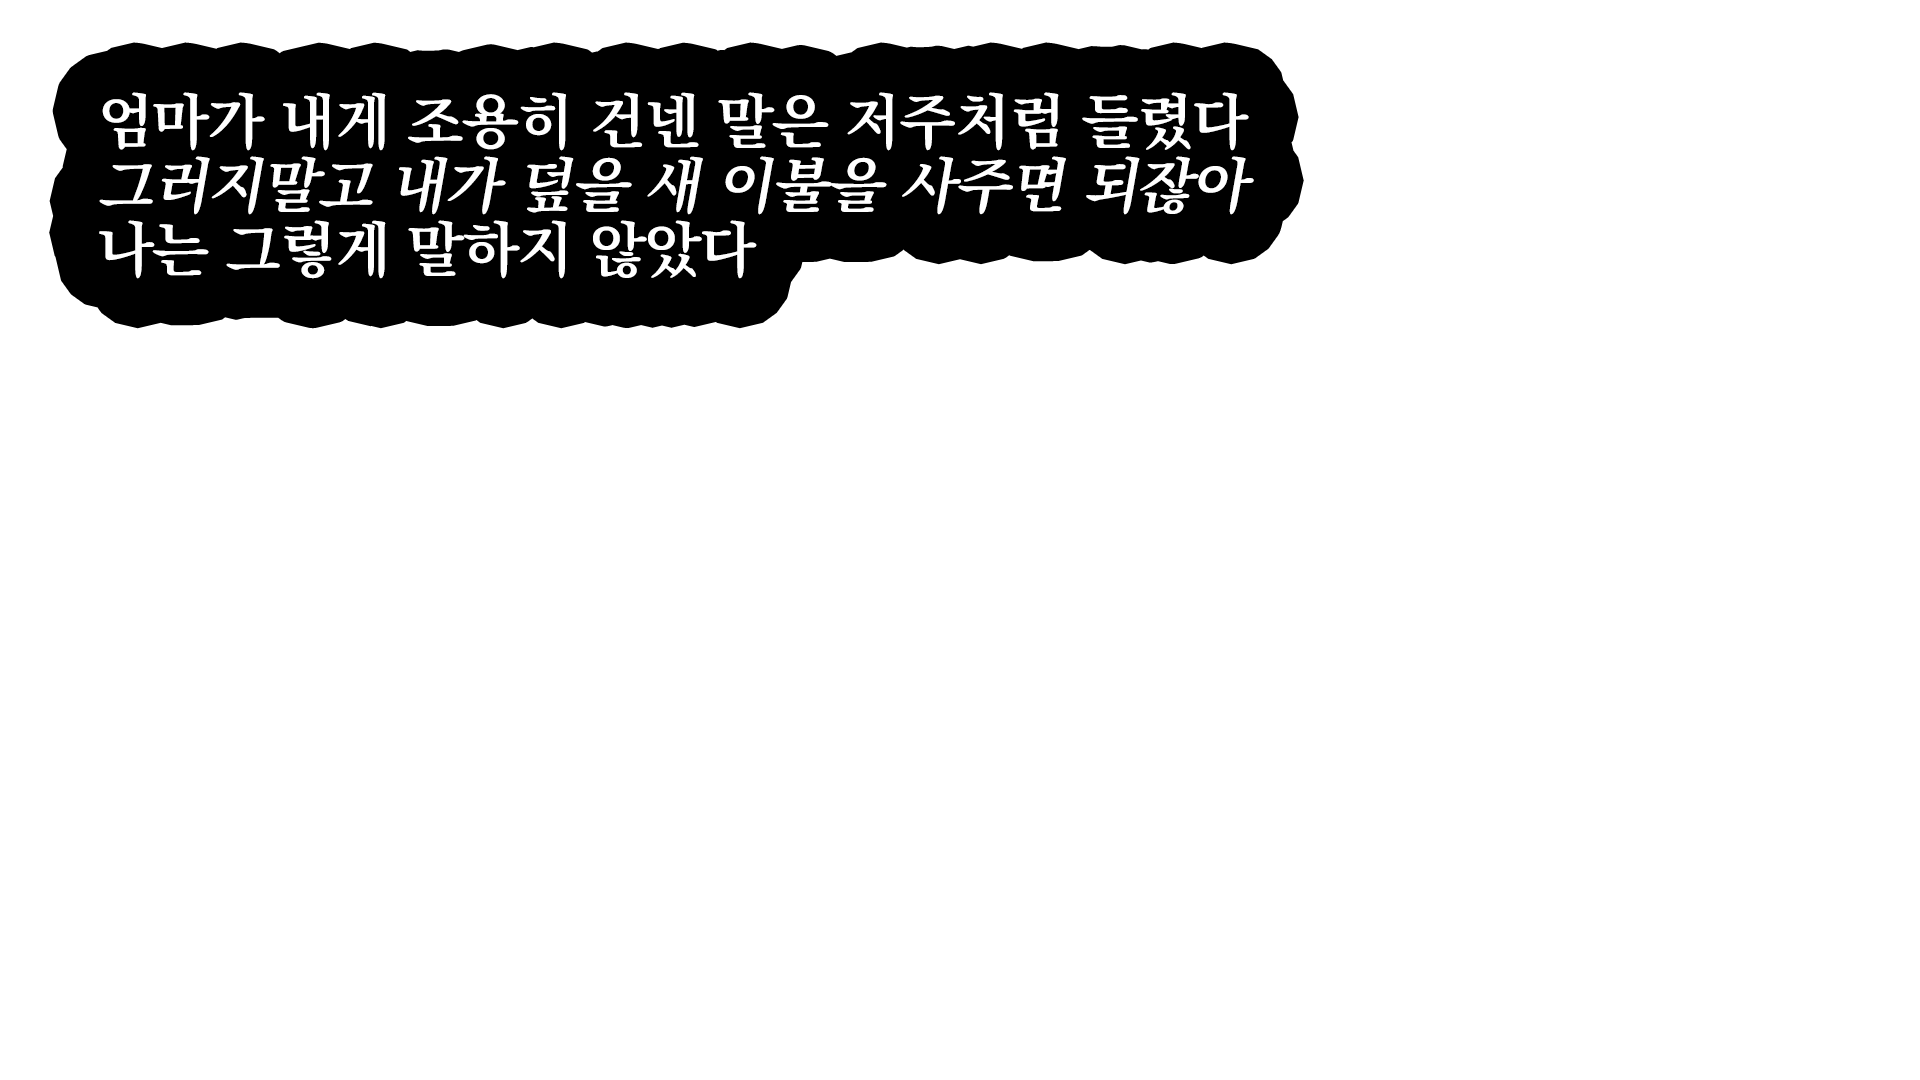 엄마가 내게 조용히 건넨 말은 저주처럼 들렸다
그러지말고 내가 덮을 새 이불을 사주면 되잖아
나는 그렇게 말하지 않았다